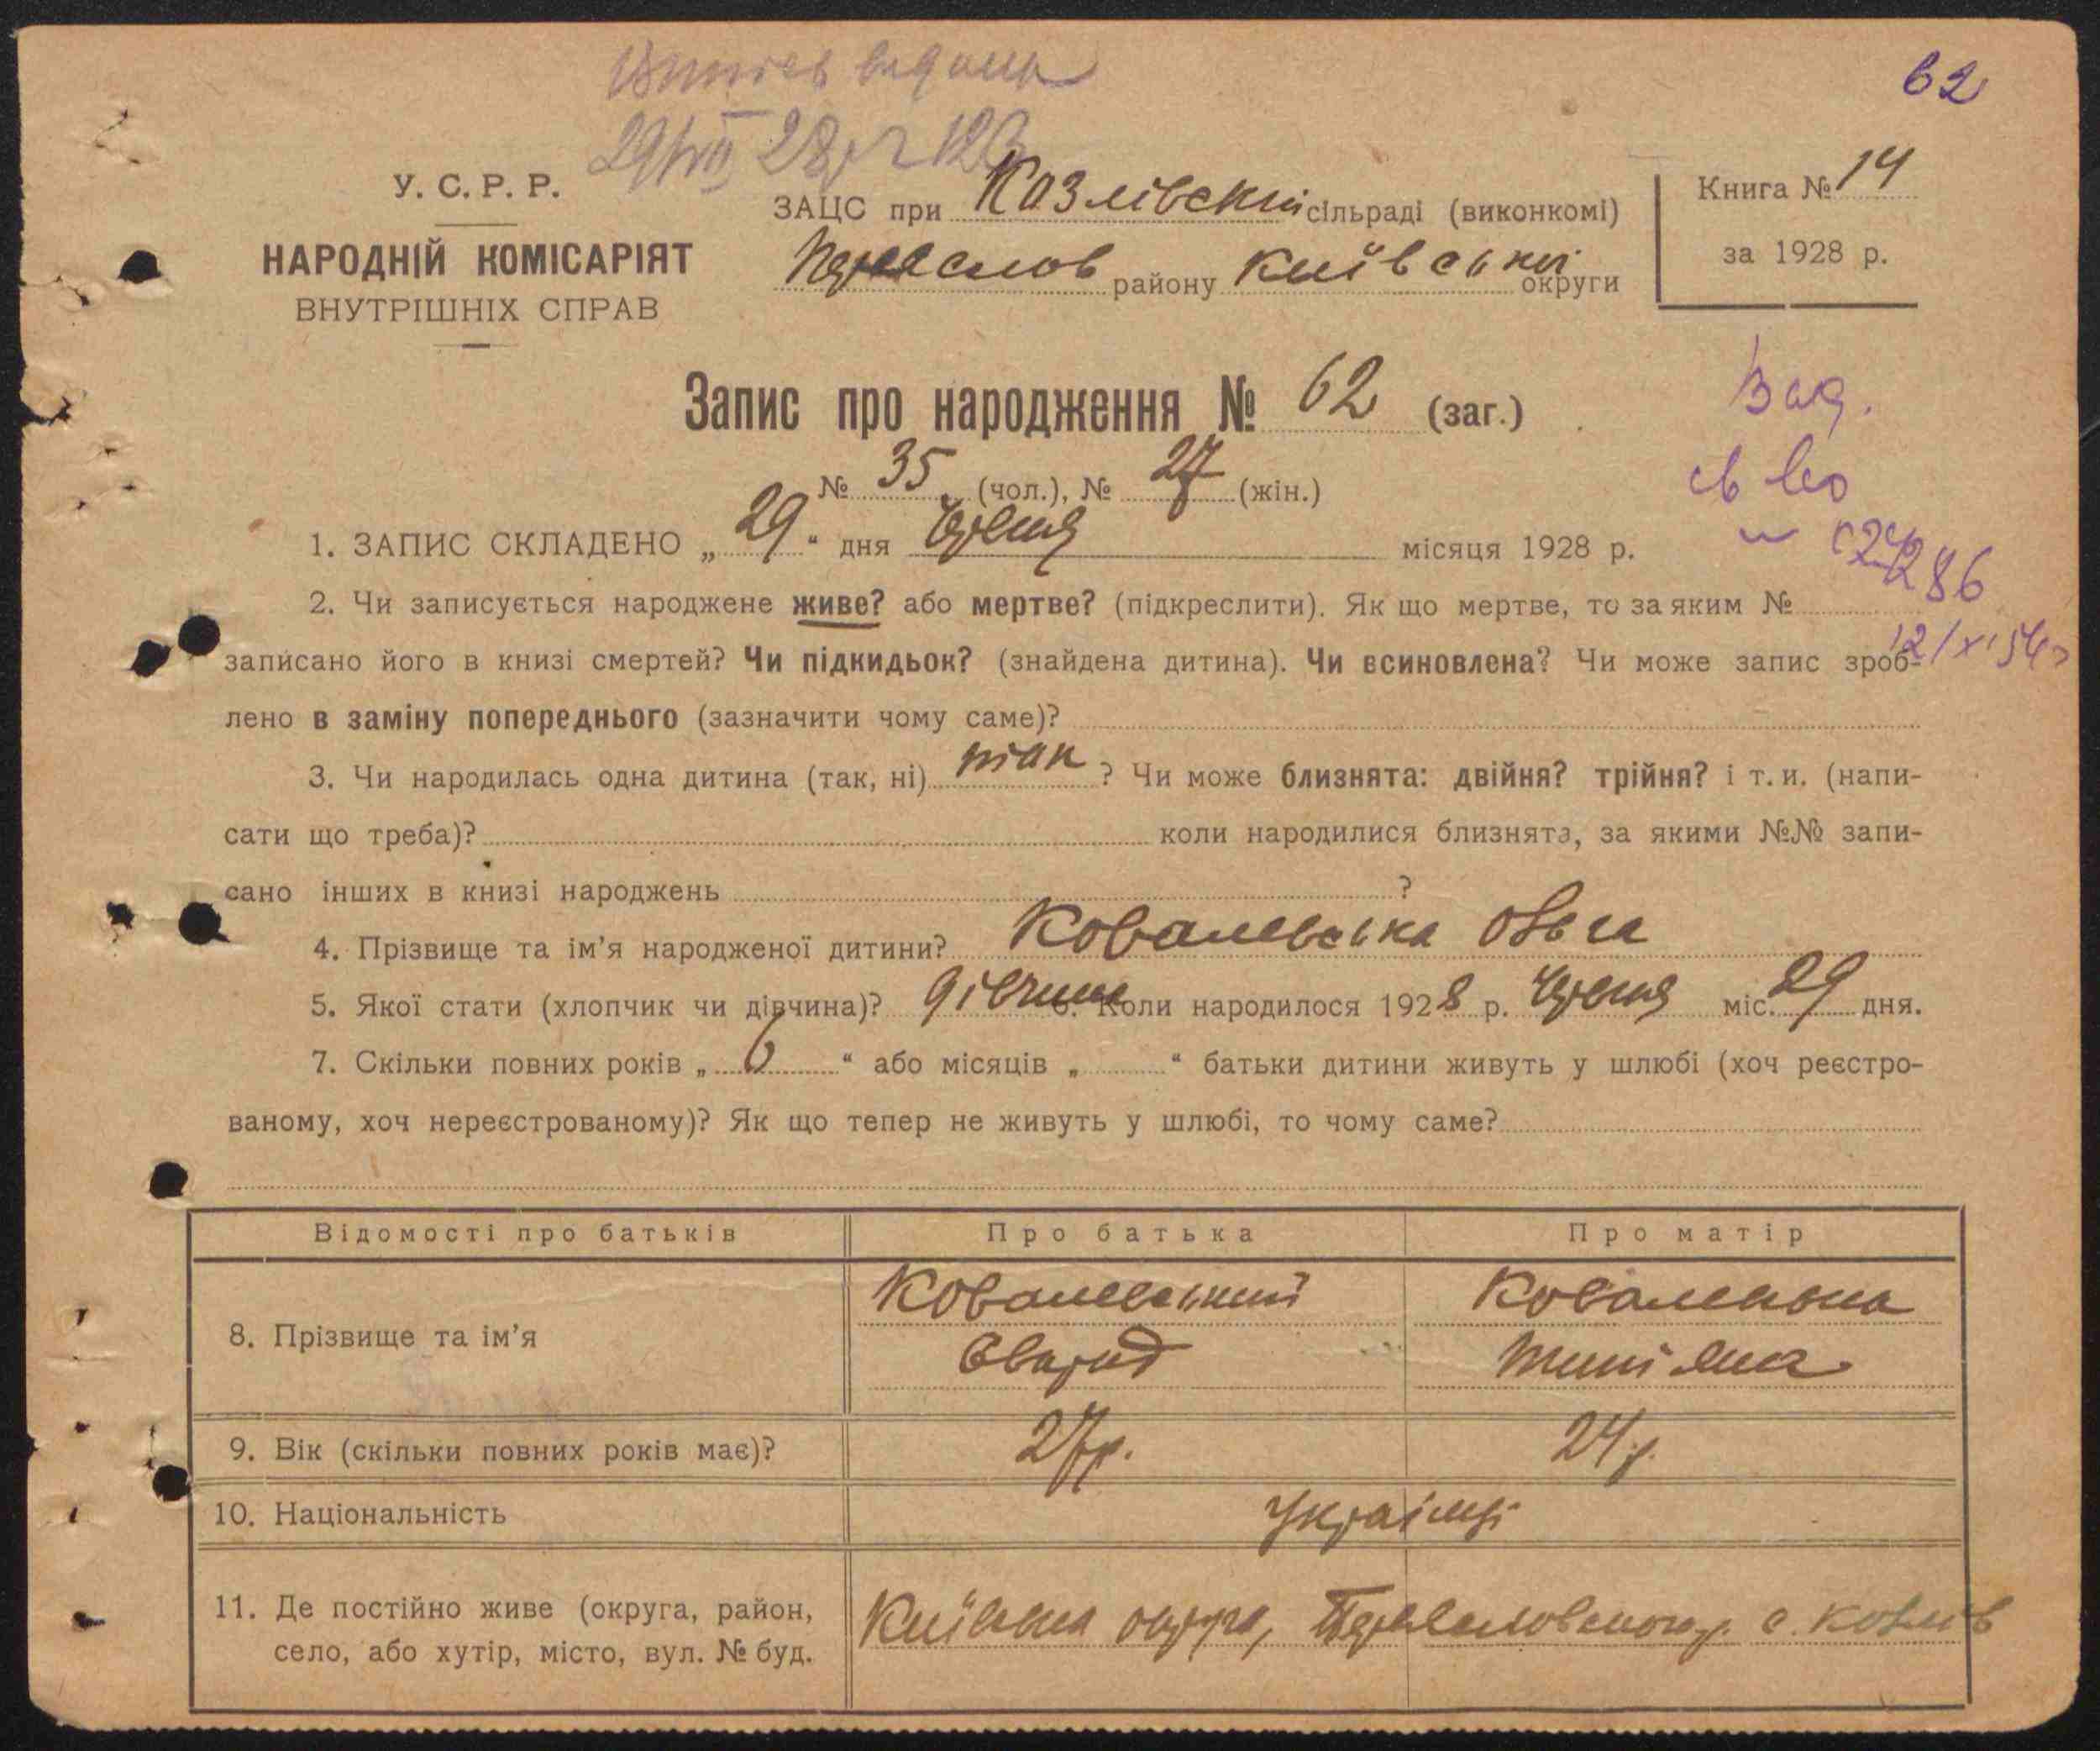 62
Витяг видано
У. С. Р. Р.
НАРОДНІЙ КОМІСАРІЯТ
ВНУТРІШНІХ СПРАВ
ЗАЦС при Козлівській сільраді (виконкомі)
району Київської округи
Книга № 14
за 1928 р.
Запис про народження № 62 (заг.)
№ 35 (чол.), № 27 (жін.)
1. ЗАПИС СКЛАДЕНО „ 29 “ дня Червня місяця 1928 р.
2. Чи записується народжене живе? або мертве? (підкреслити). Як що мертве, то за яким №
записано його в книзі смертей? Чи підкидьок? (знайдена дитина). Чи всиновлена? Чи може запис зроб-
лено в заміну попереднього (зазначити чому саме)?
3. Чи народилась одна дитина (так, ні) так ? Чи може близнята: двійня? трійня? і т. и. (напи-
сати що треба)? коли народилися близнята, за якими №№ запи-
сано інших в книзі народжень ?
4. Прізвище та ім’я народженої дитини? Ковалевська Ольга
5. Якої стати (хлопчик чи дівчина)? дівчина 6. Коли народилося 1928 р. Червня міс. 29 дня.
7. Скільки повних років „ 6 “ або місяців „ “ батьки дитини живуть у шлюбі (хоч реєстро-
ваному, хоч нереєстрованому)? Як що тепер не живуть у шлюбі, то чому саме?
Відомості про батьків Про батька Про матір
8. Прізвище та ім’я Ковалевський
9. Вік (скільки повних років має)? 27 р. 24 р.
10. Національність Українці
11. Де постійно живе (округа, район,
село, або хутір, місто, вул. № буд.
Київська округа, с. Козлів